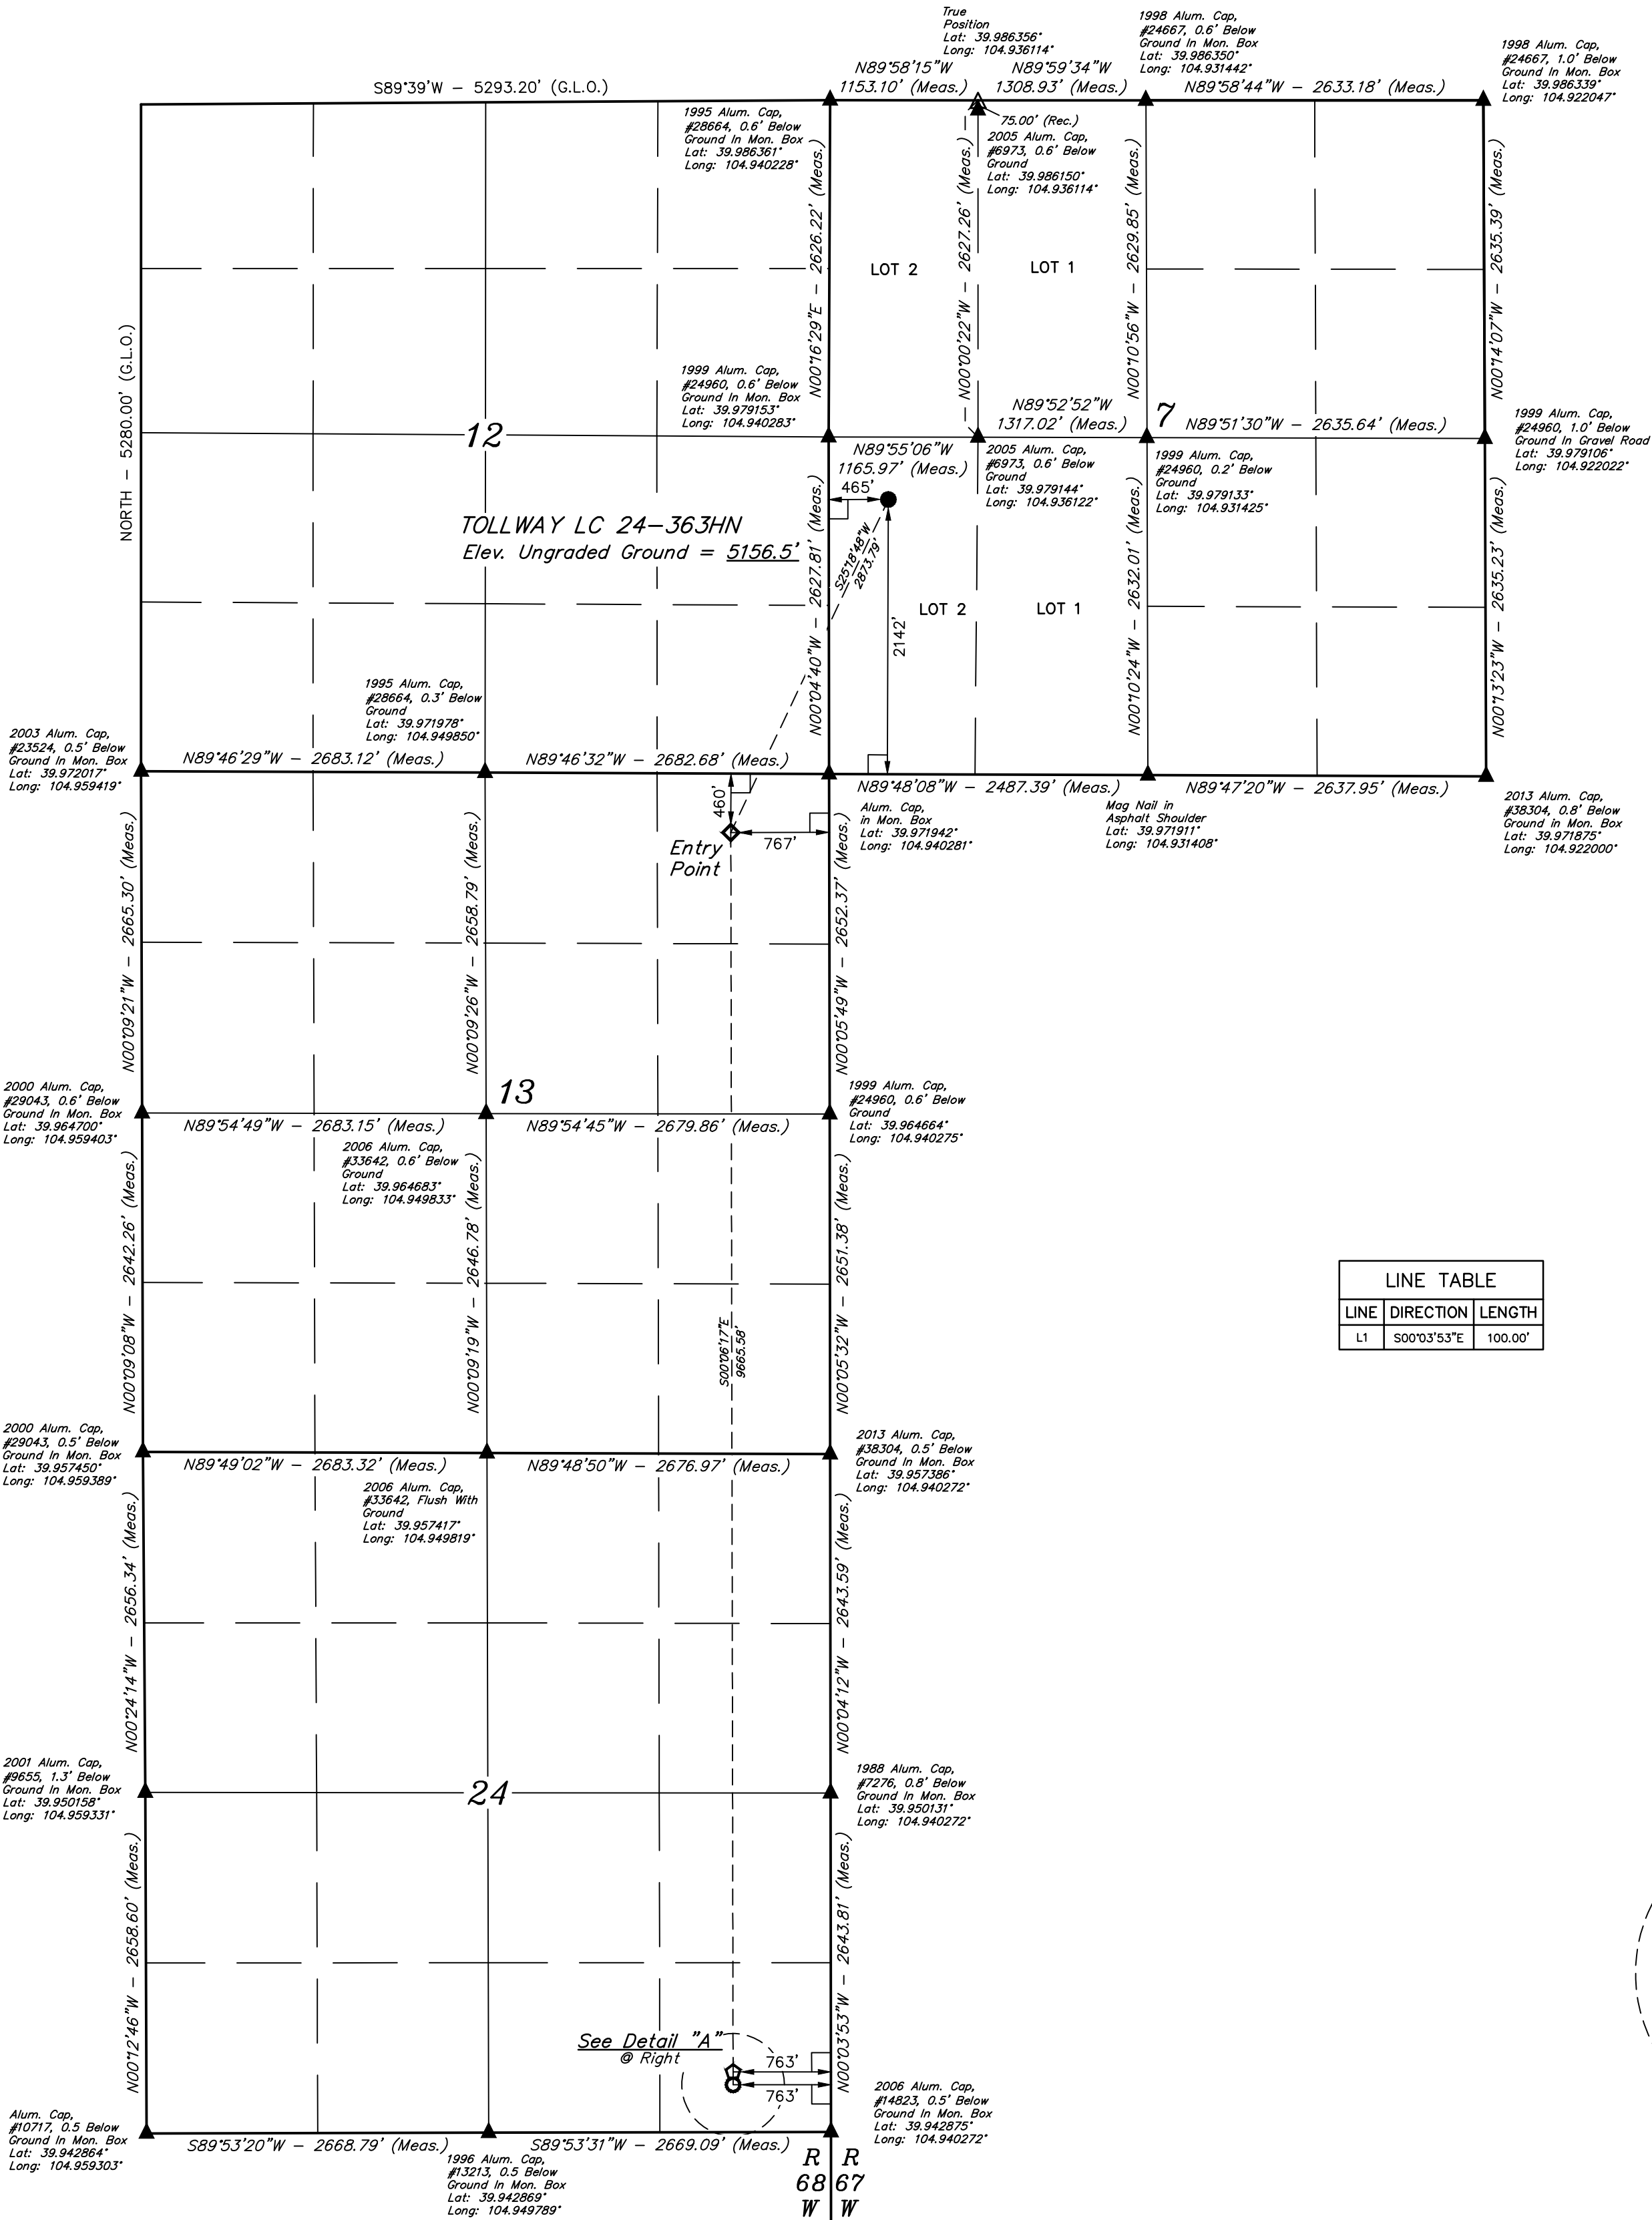 True
Position
Lat: 39.986356°
Long: 104.936114°
1998 Alum. Cap,
#24667, 0.6' Below
Ground In Mon. Box
Lat: 39.986350°
Long: 104.931442°
1998 Alum. Cap,
#24667, 1.0' Below
Ground In Mon. Box
Lat: 39.986339°
Long: 104.922047°
S89°39'W – 5293.20' (G.L.O.)
N89°58'15"W
1153.10' (Meas.)
N89°59'34"W
1308.93' (Meas.)
N89°58'44"W – 2633.18' (Meas.)
1995 Alum. Cap,
#28664, 0.6' Below
Ground In Mon. Box
Lat: 39.986361°
Long: 104.940228°
75.00' (Rec.)
2005 Alum. Cap,
#6973, 0.6' Below
Ground
Lat: 39.986150°
Long: 104.936114°
N00°16'29"E – 2626.22' (Meas.)
N00°00'22"W – 2627.26' (Meas.)
N00°10'56"W – 2629.85' (Meas.)
N00°14'07"W – 2635.39' (Meas.)
LOT 2
LOT 1
NORTH – 5280.00' (G.L.O.)
1999 Alum. Cap,
#24960, 0.6' Below
Ground In Mon. Box
Lat: 39.979153°
Long: 104.940283°
12
N89°52'52"W
1317.02' (Meas.)
7
N89°51'30"W – 2635.64' (Meas.)
1999 Alum. Cap,
#24960, 1.0' Below
Ground In Gravel Road
Lat: 39.979106°
Long: 104.922022°
N89°55'06"W
1165.97' (Meas.)
2005 Alum. Cap,
#6973, 0.6' Below
Ground
Lat: 39.979144°
Long: 104.936122°
1999 Alum. Cap,
#24960, 0.2' Below
Ground
Lat: 39.979133°
Long: 104.931425°
465'
TOLLWAY LC 24–363HN
Elev. Ungraded Ground = 5156.5'
S25°18'48"W
2873.79'
2142'
N00°04'40"W – 2627.81' (Meas.)
N00°10'24"W – 2632.01' (Meas.)
N00°13'23"W – 2635.23' (Meas.)
LOT 2
LOT 1
1995 Alum. Cap,
#28664, 0.3' Below
Ground
Lat: 39.971978°
Long: 104.949850°
2003 Alum. Cap,
#23524, 0.5' Below
Ground In Mon. Box
Lat: 39.972017°
Long: 104.959419°
N89°46'29"W – 2683.12' (Meas.)
N89°46'32"W – 2682.68' (Meas.)
N89°48'08"W – 2487.39' (Meas.)
N89°47'20"W – 2637.95' (Meas.)
Alum. Cap,
in Mon. Box
Lat: 39.971942°
Long: 104.940281°
Mag Nail in
Asphalt Shoulder
Lat: 39.971911°
Long: 104.931408°
2013 Alum. Cap,
#38304, 0.8' Below
Ground in Mon. Box
Lat: 39.971875°
Long: 104.922000°
460'
767'
Entry
Point
N00°09'21"W – 2665.30' (Meas.)
N00°09'26"W – 2658.79' (Meas.)
N00°05'49"W – 2652.37' (Meas.)
2000 Alum. Cap,
#29043, 0.6' Below
Ground In Mon. Box
Lat: 39.964700°
Long: 104.959403°
13
1999 Alum. Cap,
#24960, 0.6' Below
Ground
Lat: 39.964664°
Long: 104.940275°
N89°54'49"W – 2683.15' (Meas.)
N89°54'45"W – 2679.86' (Meas.)
2006 Alum. Cap,
#33642, 0.6' Below
Ground
Lat: 39.964683°
Long: 104.949833°
N00°09'08"W – 2642.26' (Meas.)
N00°09'19"W – 2646.78' (Meas.)
S00°06'17"E
9665.58'
N00°05'32"W – 2651.38' (Meas.)
LINE TABLE
LINE DIRECTION LENGTH
L1 S00°03'53"E 100.00'
2000 Alum. Cap,
#29043, 0.5' Below
Ground In Mon. Box
Lat: 39.957450°
Long: 104.959389°
N89°49'02"W – 2683.32' (Meas.)
N89°48'50"W – 2676.97' (Meas.)
2013 Alum. Cap,
#38304, 0.5' Below
Ground In Mon. Box
Lat: 39.957386°
Long: 104.940272°
2006 Alum. Cap,
#33642, Flush With
Ground
Lat: 39.957417°
Long: 104.949819°
N00°24'14"W – 2656.34' (Meas.)
N00°04'12"W – 2643.59' (Meas.)
2001 Alum. Cap,
#9655, 1.3' Below
Ground In Mon. Box
Lat: 39.950158°
Long: 104.959331°
24
1988 Alum. Cap,
#7276, 0.8' Below
Ground In Mon. Box
Lat: 39.950131°
Long: 104.940272°
N00°12'46"W – 2658.60' (Meas.)
N00°03'53"W – 2643.81' (Meas.)
See Detail "A"
@ Right
763'
763'
Alum. Cap,
#10717, 0.5 Below
Ground In Mon. Box
Lat: 39.942864°
Long: 104.959303°
2006 Alum. Cap,
#14823, 0.5' Below
Ground In Mon. Box
Lat: 39.942875°
Long: 104.940272°
S89°53'20"W – 2668.79' (Meas.)
S89°53'31"W – 2669.09' (Meas.)
1996 Alum. Cap,
#13213, 0.5 Below
Ground In Mon. Box
Lat: 39.942869°
Long: 104.949789°
R R
68 67
W W